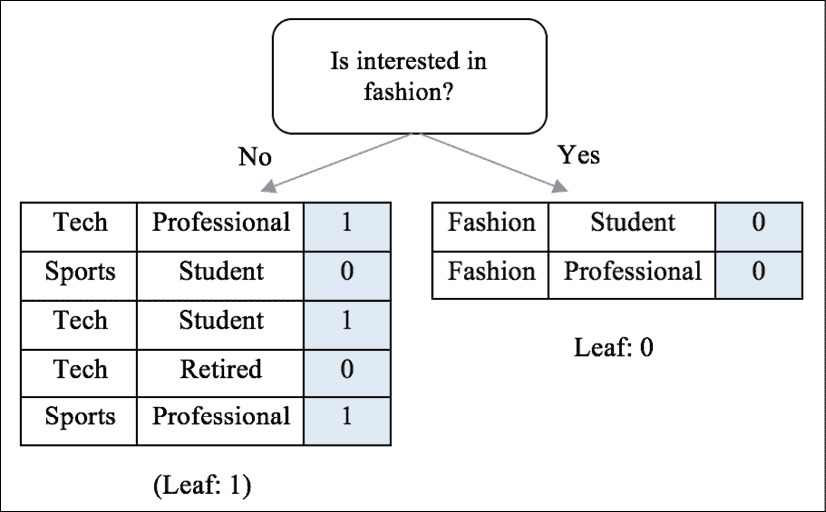 Is interested in
fashion?
No
Yes
Tech Professional 1
Sports Student 0
Tech Student 1
Tech Retired 0
Sports Professional 1
(Leaf: 1)
Fashion Student 0
Fashion Professional 0
Leaf: 0